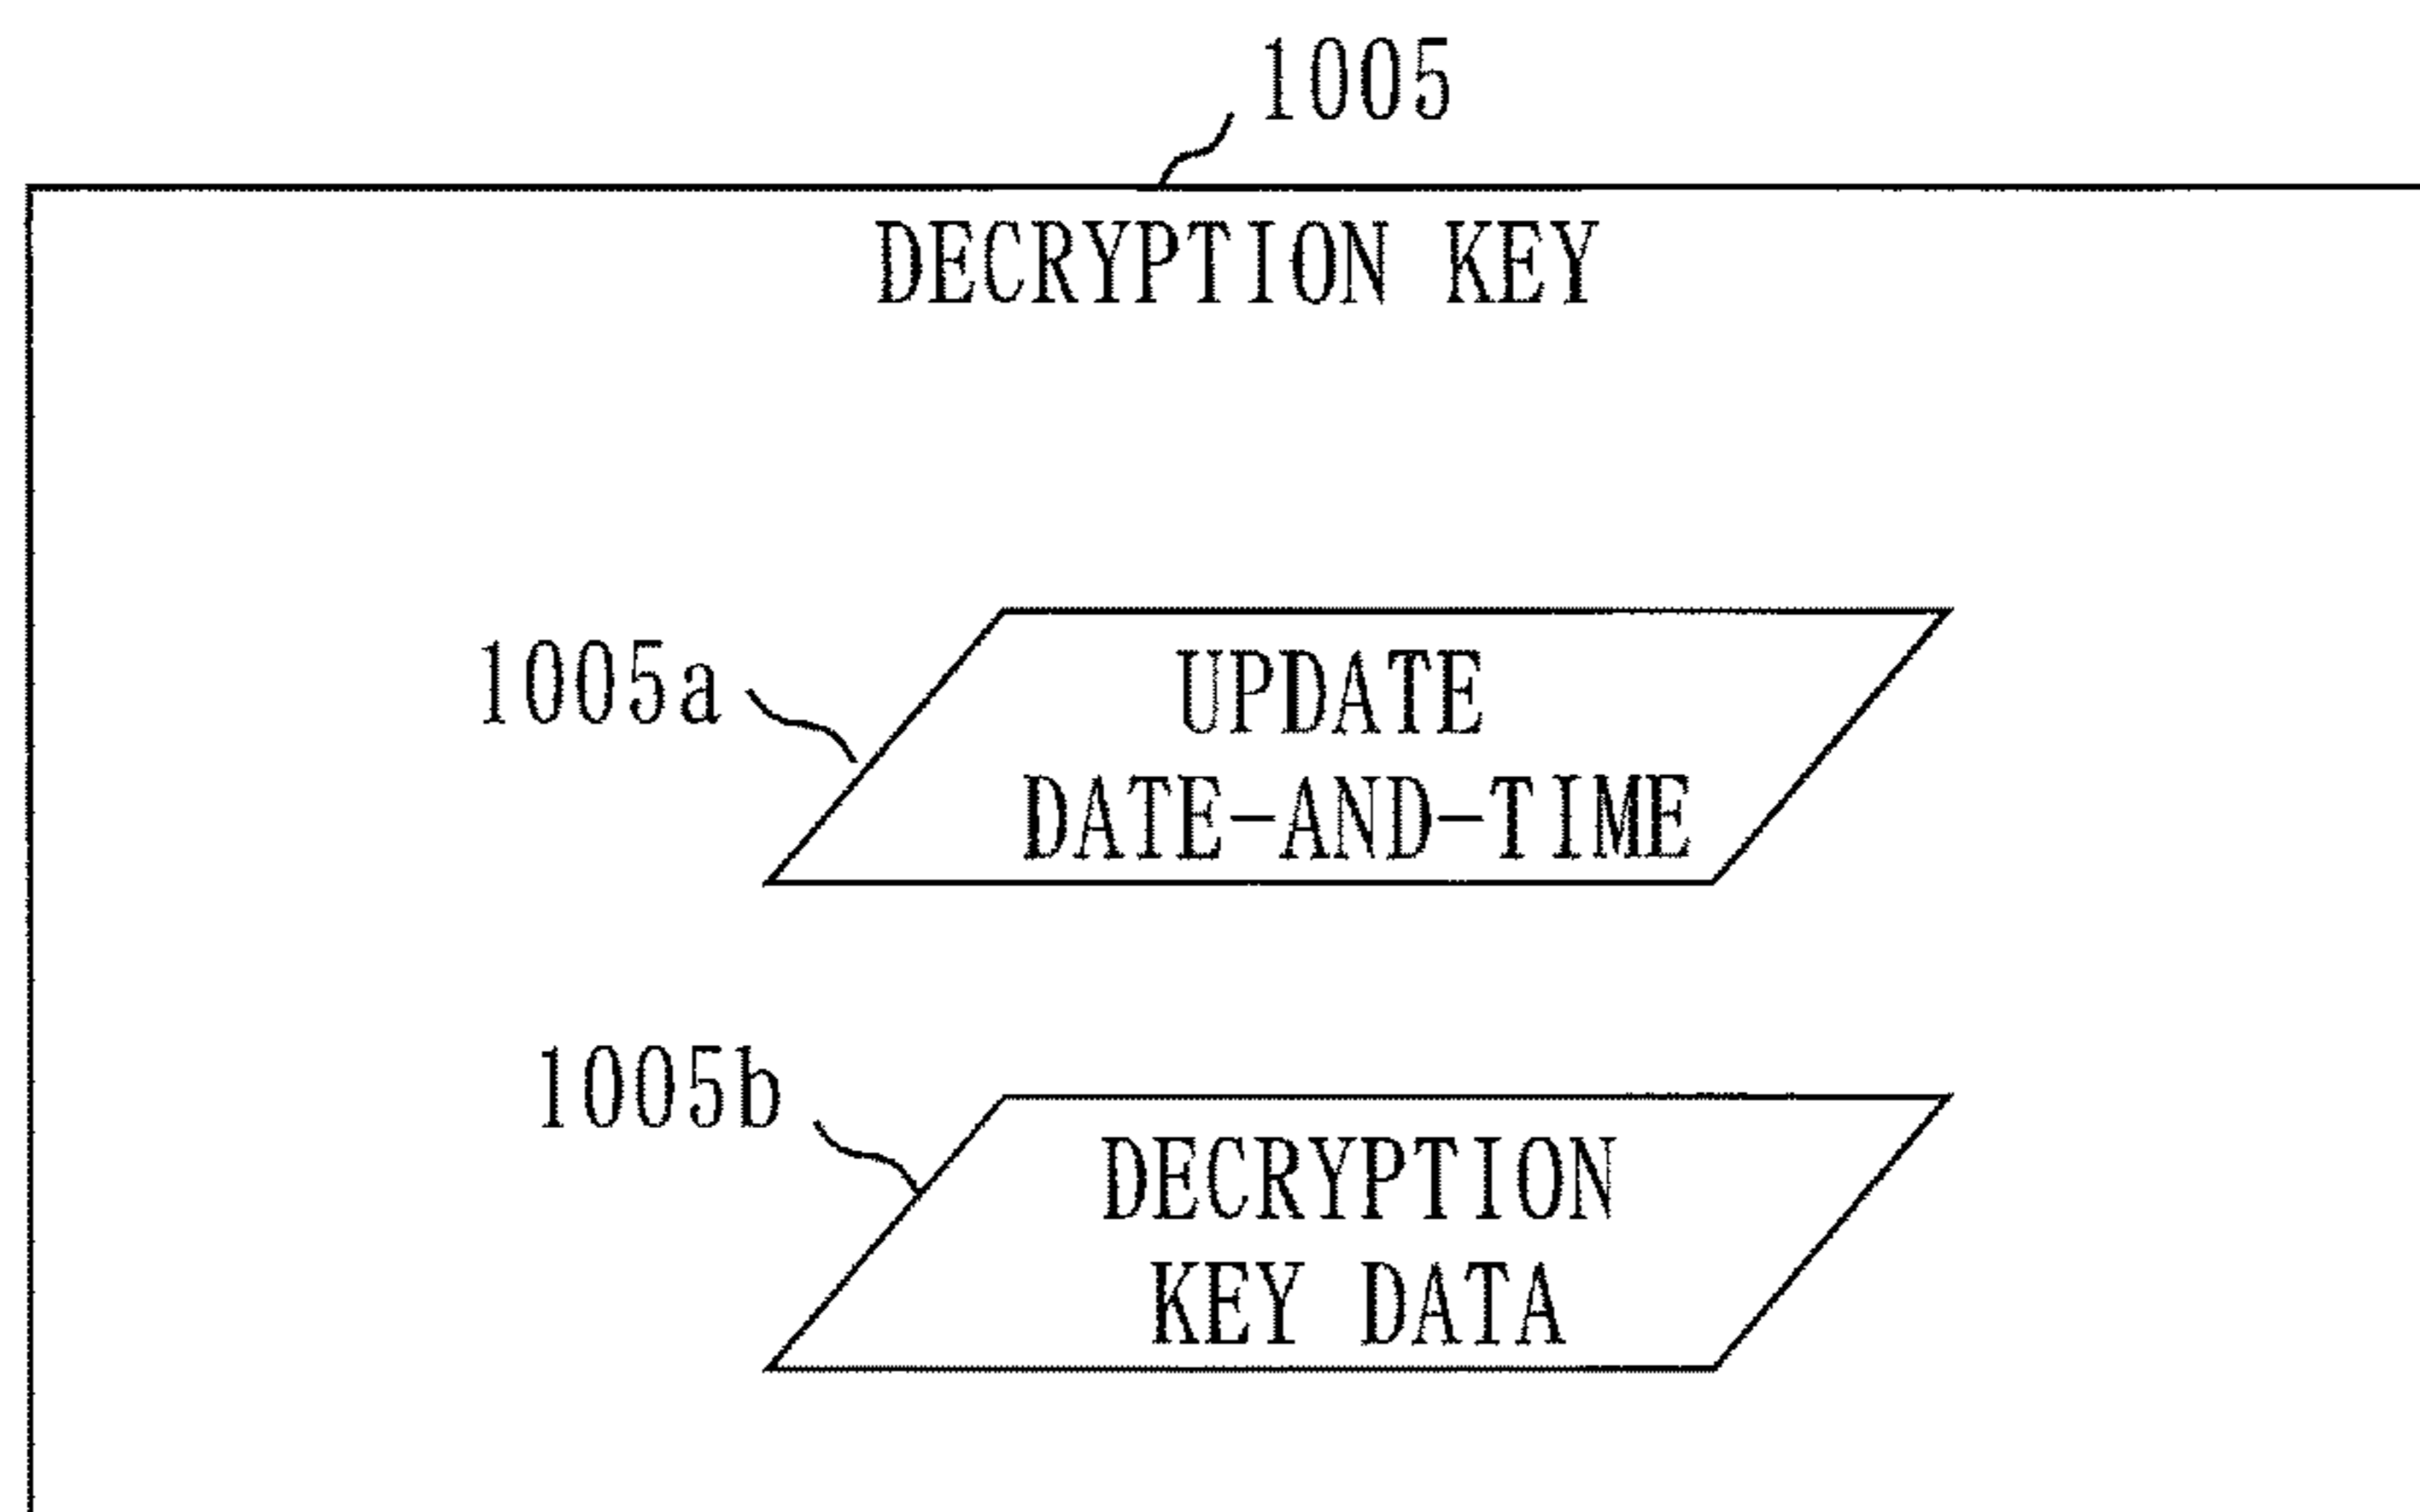 1005
DECRYPTION KEY
1005a
UPDATE
DATE-AND-TIME
1005b
DECRYPTION
KEY DATA